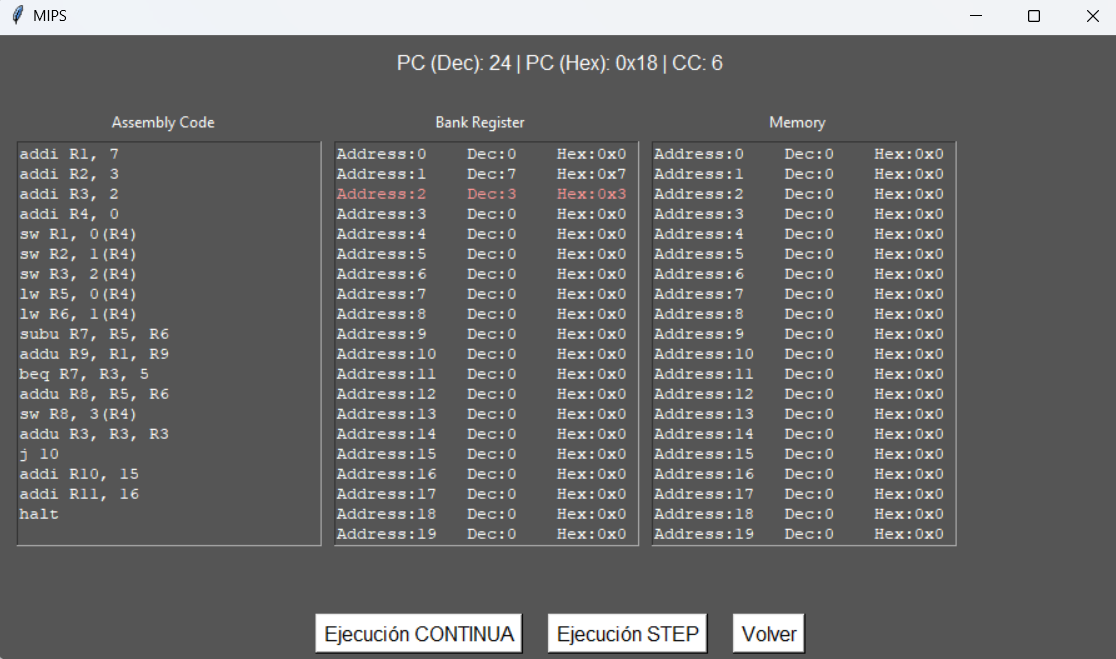 MIPS
PC (Dec): 24 | PC (Hex): 0x18 | CC: 6
Assembly Code
addi R1, 7
addi R2, 3
addi R3, 2
addi R4, 0
sw R1, 0(R4)
sw R2, 1(R4)
sw R3, 2(R4)
lw R5, 0(R4)
lw R6, 1(R4)
subu R7, R5, R6
addu R9, R1, R9
beq R7, R3, 5
addu R8, R5, R6
sw R8, 3(R4)
addu R3, R3, R3
j 10
addi R10, 15
addi R11, 16
halt
Bank Register
Address:0 Dec:0 Hex:0x0
Address:1 Dec:7 Hex:0x7
Address:2 Dec:3 Hex:0x3
Address:3 Dec:0 Hex:0x0
Address:4 Dec:0 Hex:0x0
Address:5 Dec:0 Hex:0x0
Address:6 Dec:0 Hex:0x0
Address:7 Dec:0 Hex:0x0
Address:8 Dec:0 Hex:0x0
Address:9 Dec:0 Hex:0x0
Address:10 Dec:0 Hex:0x0
Address:11 Dec:0 Hex:0x0
Address:12 Dec:0 Hex:0x0
Address:13 Dec:0 Hex:0x0
Address:14 Dec:0 Hex:0x0
Address:15 Dec:0 Hex:0x0
Address:16 Dec:0 Hex:0x0
Address:17 Dec:0 Hex:0x0
Address:18 Dec:0 Hex:0x0
Address:19 Dec:0 Hex:0x0
Memory
Address:0 Dec:0 Hex:0x0
Address:1 Dec:0 Hex:0x0
Address:2 Dec:0 Hex:0x0
Address:3 Dec:0 Hex:0x0
Address:4 Dec:0 Hex:0x0
Address:5 Dec:0 Hex:0x0
Address:6 Dec:0 Hex:0x0
Address:7 Dec:0 Hex:0x0
Address:8 Dec:0 Hex:0x0
Address:9 Dec:0 Hex:0x0
Address:10 Dec:0 Hex:0x0
Address:11 Dec:0 Hex:0x0
Address:12 Dec:0 Hex:0x0
Address:13 Dec:0 Hex:0x0
Address:14 Dec:0 Hex:0x0
Address:15 Dec:0 Hex:0x0
Address:16 Dec:0 Hex:0x0
Address:17 Dec:0 Hex:0x0
Address:18 Dec:0 Hex:0x0
Address:19 Dec:0 Hex:0x0
Ejecución CONTINUA
Ejecución STEP
Volver